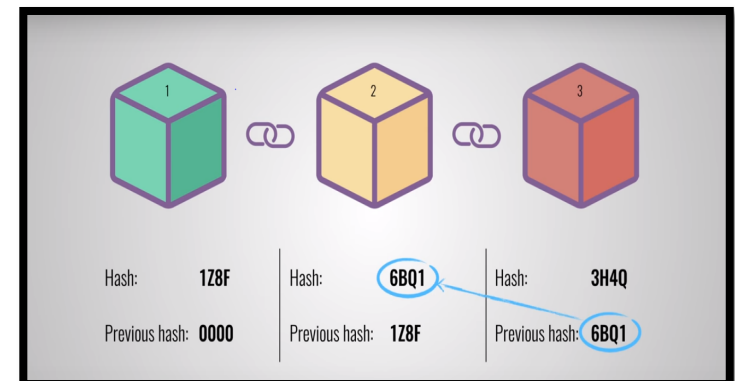 1
2
3
Hash: 1Z8F
Previous hash: 0000
Hash: 6BQ1
Previous hash: 1Z8F
Hash: 3H4Q
Previous hash: 6BQ1